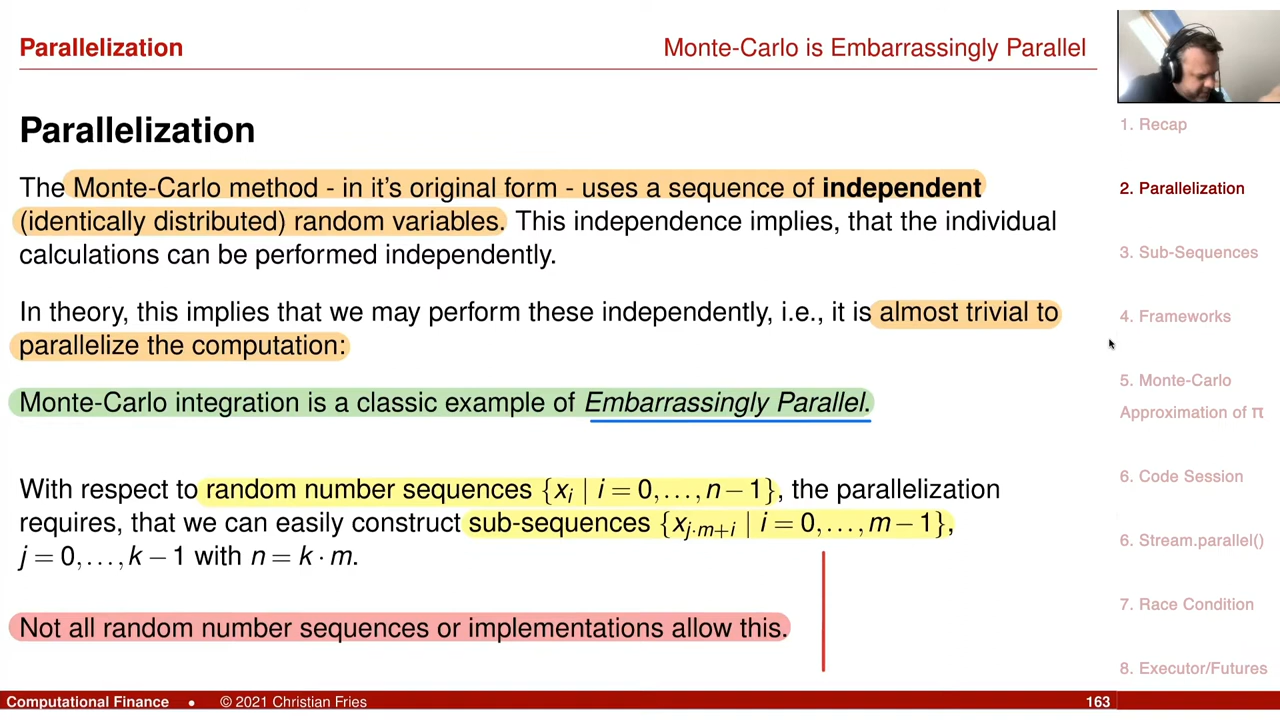 Parallelization
Monte-Carlo is Embarrassingly Parallel
Parallelization
The Monte-Carlo method - in it's original form - uses a sequence of independent
(identically distributed) random variables. This independence implies, that the individual
calculations can be performed independently.
In theory, this implies that we may perform these independently, i.e., it is almost trivial to
parallelize the computation:
Monte-Carlo integration is a classic example of Embarrassingly Parallel.
With respect to random number sequences {x_i | i = 0,…,n−1}, the parallelization
requires, that we can easily construct sub-sequences {x_{j·m+i} | i = 0,…,m−1},
j = 0,…,k−1 with n = k·m.
Not all random number sequences or implementations allow this.
1. Recap
2. Parallelization
3. Sub-Sequences
4. Frameworks
5. Monte-Carlo
Approximation of π
6. Code Session
6. Stream.parallel()
7. Race Condition
8. Executor/Futures
Computational Finance • © 2021 Christian Fries
163